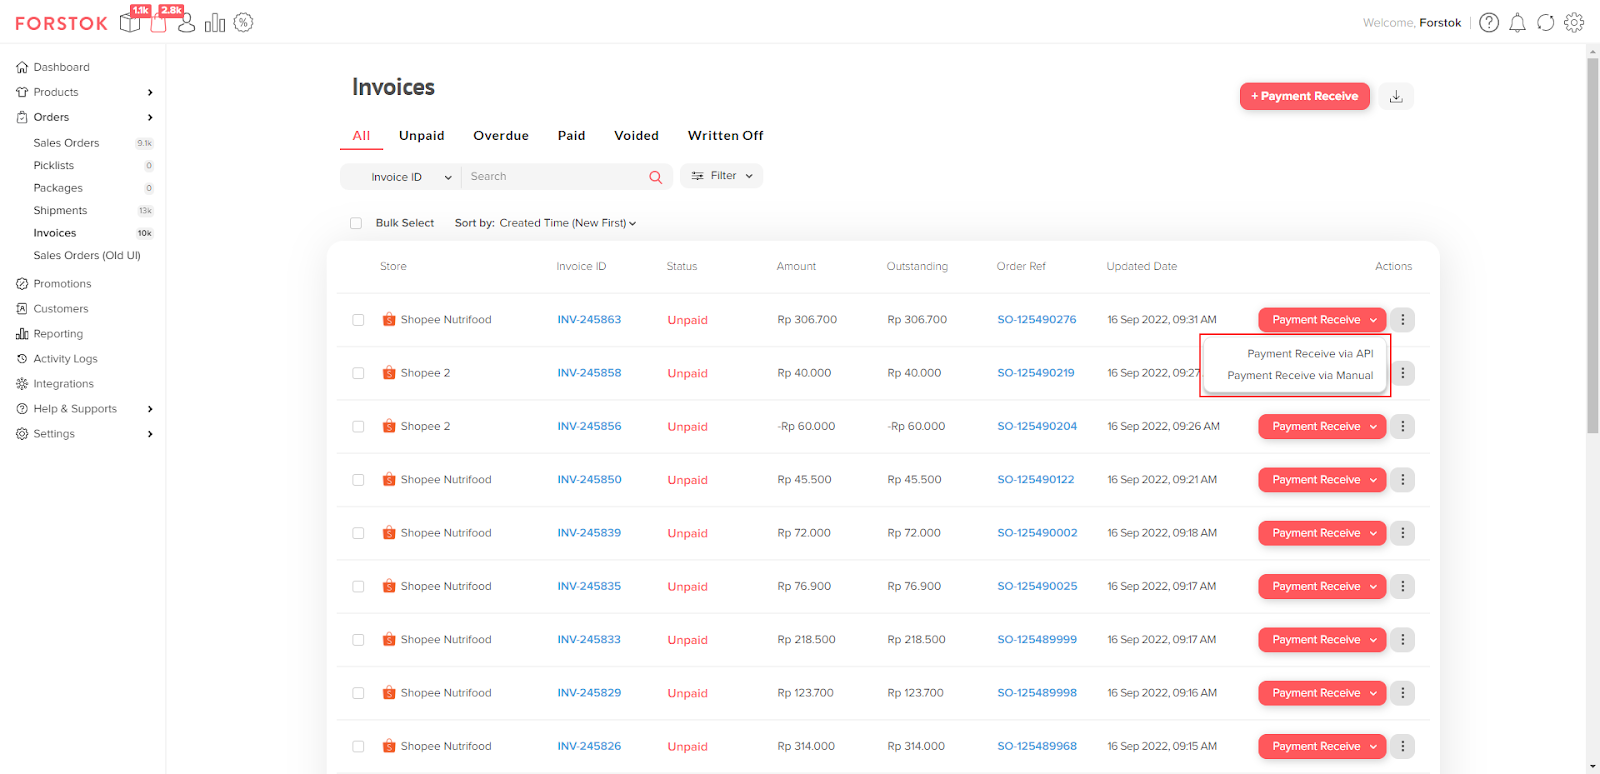 FORSTOK 1.1k 2.8k Welcome, Forstok
Dashboard
Products
Orders
Sales Orders 9.1k
Picklists 0
Packages 0
Shipments 13k
Invoices 10k
Sales Orders (Old UI)
Promotions
Customers
Reporting
Activity Logs
Integrations
Help & Supports
Settings
Invoices
+ Payment Receive
All Unpaid Overdue Paid Voided Written Off
Invoice ID Search Filter
Bulk Select Sort by: Created Time (New First)
Store Invoice ID Status Amount Outstanding Order Ref Updated Date Actions
Shopee Nutrifood INV-245863 Unpaid Rp 306.700 Rp 306.700 SO-125490276 16 Sep 2022, 09:31 AM Payment Receive
Payment Receive via API
Payment Receive via Manual
Shopee 2 INV-245858 Unpaid Rp 40.000 Rp 40.000 SO-125490219 16 Sep 2022, 09:27
Shopee 2 INV-245856 Unpaid -Rp 60.000 -Rp 60.000 SO-125490204 16 Sep 2022, 09:26 AM Payment Receive
Shopee Nutrifood INV-245850 Unpaid Rp 45.500 Rp 45.500 SO-125490122 16 Sep 2022, 09:21 AM Payment Receive
Shopee Nutrifood INV-245839 Unpaid Rp 72.000 Rp 72.000 SO-125490002 16 Sep 2022, 09:18 AM Payment Receive
Shopee Nutrifood INV-245835 Unpaid Rp 76.900 Rp 76.900 SO-125490025 16 Sep 2022, 09:17 AM Payment Receive
Shopee Nutrifood INV-245833 Unpaid Rp 218.500 Rp 218.500 SO-125489999 16 Sep 2022, 09:17 AM Payment Receive
Shopee Nutrifood INV-245829 Unpaid Rp 123.700 Rp 123.700 SO-125489998 16 Sep 2022, 09:16 AM Payment Receive
Shopee Nutrifood INV-245826 Unpaid Rp 314.000 Rp 314.000 SO-125489968 16 Sep 2022, 09:15 AM Payment Receive